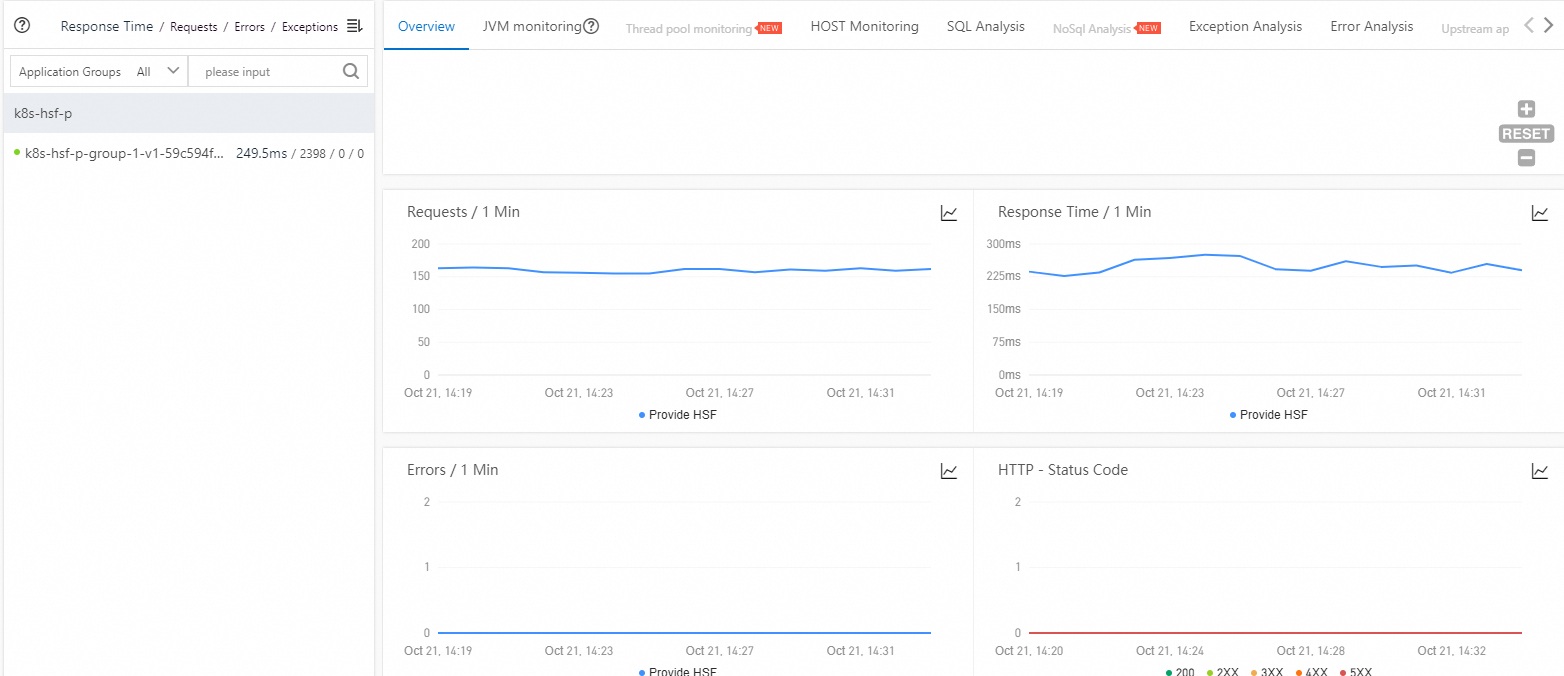 Response Time / Requests / Errors / Exceptions
Application Groups All please input
k8s-hsf-p
k8s-hsf-p-group-1-v1-59c594f... 249.5ms / 2398 / 0 / 0
Overview JVM monitoring Thread pool monitoring NEW HOST Monitoring SQL Analysis NoSql Analysis NEW Exception Analysis Error Analysis Upstream ap
RESET
Requests / 1 Min
200
150
100
50
0
Oct 21, 14:19 Oct 21, 14:23 Oct 21, 14:27 Oct 21, 14:31
Provide HSF
Response Time / 1 Min
300ms
225ms
150ms
75ms
0ms
Oct 21, 14:19 Oct 21, 14:23 Oct 21, 14:27 Oct 21, 14:31
Provide HSF
Errors / 1 Min
2
1
0
Oct 21, 14:19 Oct 21, 14:23 Oct 21, 14:27 Oct 21, 14:31
Provide HSF
HTTP - Status Code
2
1
0
Oct 21, 14:20 Oct 21, 14:24 Oct 21, 14:28 Oct 21, 14:32
200 2XX 3XX 4XX 5XX